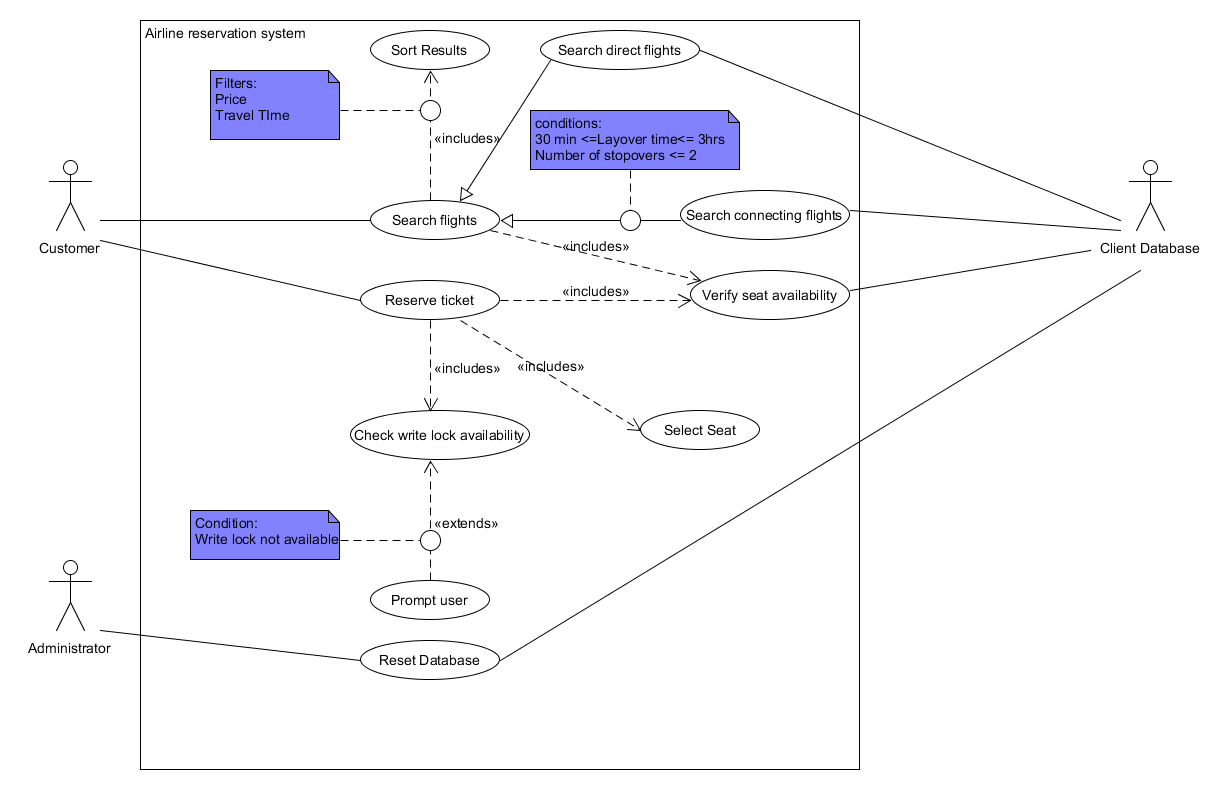 Airline reservation system
Sort Results
Search direct flights
Filters:
Price
Travel TIme
conditions:
30 min <=Layover time<= 3hrs
Number of stopovers <= 2
«includes»
Customer
Search flights
Search connecting flights
Client Database
«includes»
Reserve ticket
«includes»
Verify seat availability
«includes»
«includes»
Check write lock availability
Select Seat
Condition:
Write lock not available
«extends»
Prompt user
Administrator
Reset Database